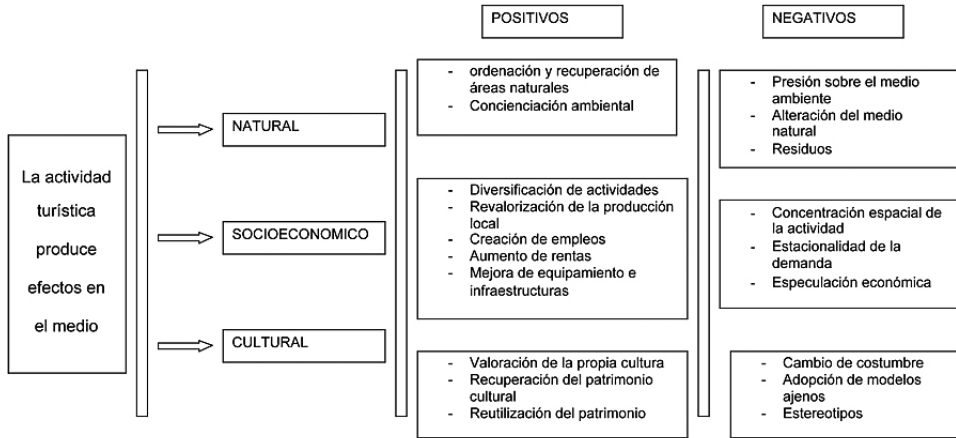 POSITIVOS
NEGATIVOS
La actividad
turística
produce
efectos en
el medio
NATURAL
- ordenación y recuperación de
áreas naturales
- Concienciación ambiental
- Presión sobre el medio
ambiente
- Alteración del medio
natural
- Residuos
SOCIOECONOMICO
- Diversificación de actividades
- Revalorización de la producción
local
- Creación de empleos
- Aumento de rentas
- Mejora de equipamiento e
infraestructuras
- Concentración espacial de
la actividad
- Estacionalidad de la
demanda
- Especulación económica
CULTURAL
- Valoración de la propia cultura
- Recuperación del patrimonio
cultural
- Reutilización del patrimonio
- Cambio de costumbre
- Adopción de modelos
ajenos
- Estereotipos